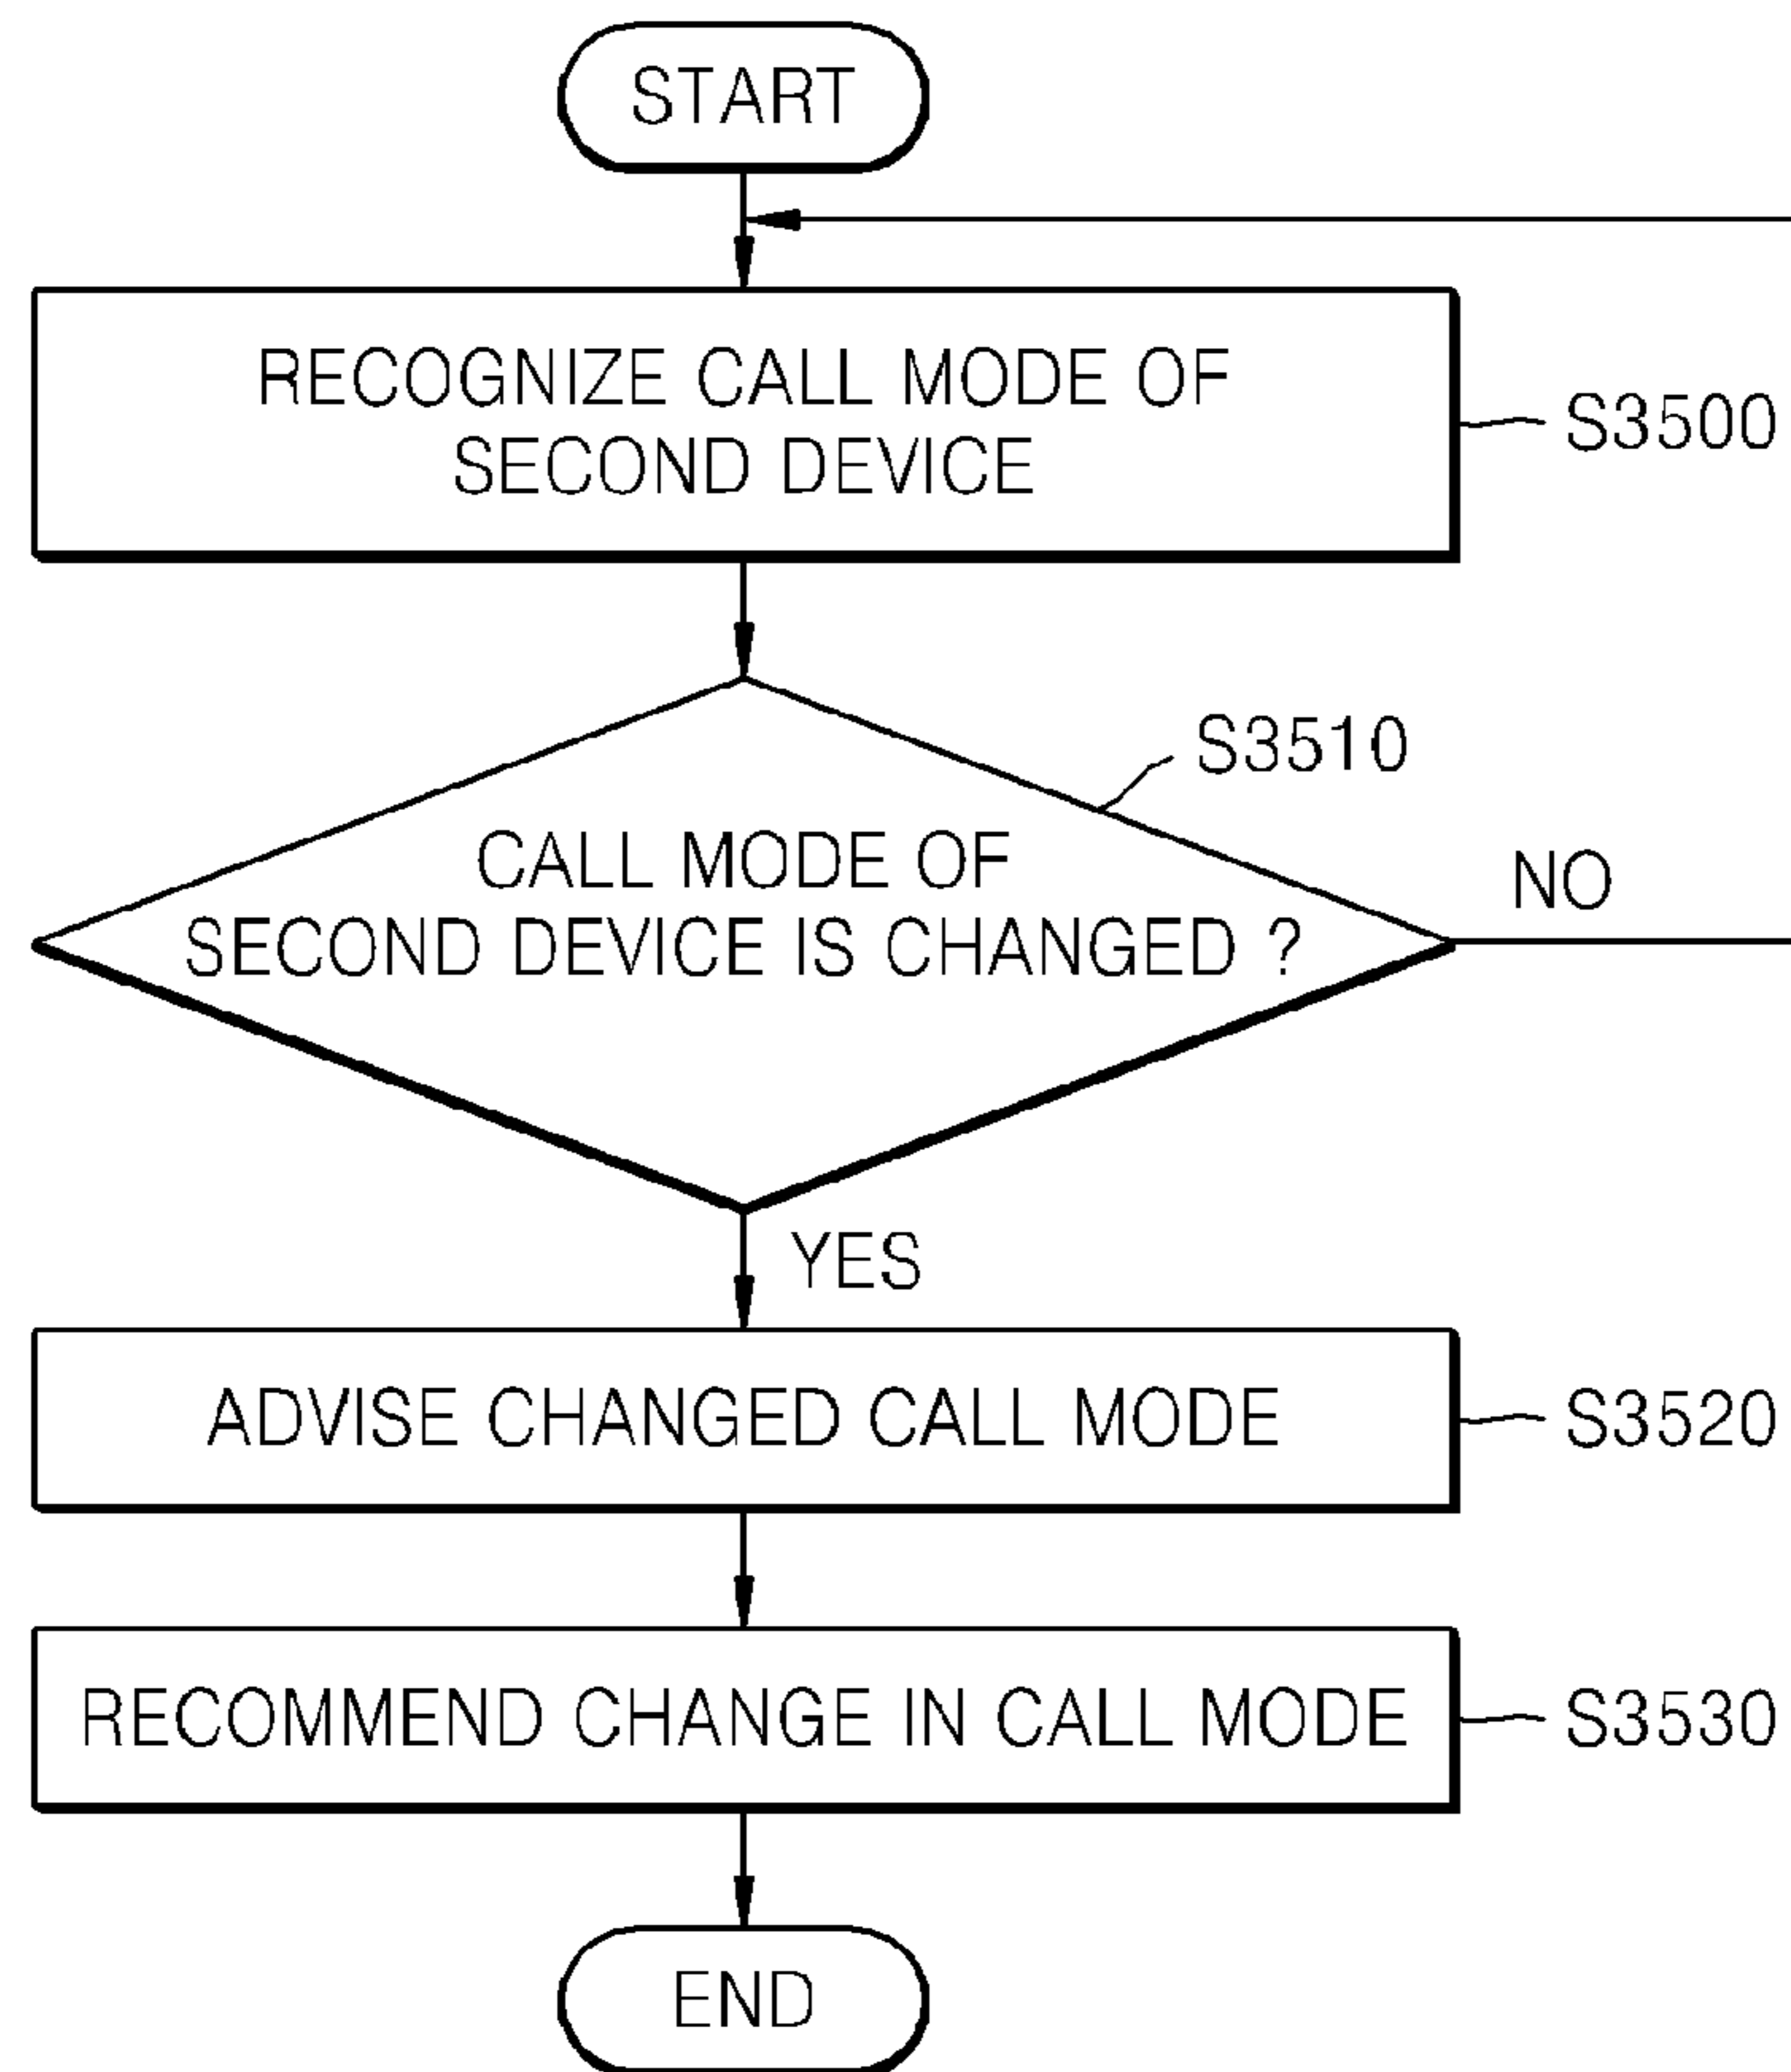 START
RECOGNIZE CALL MODE OF
SECOND DEVICE
S3500
S3510
CALL MODE OF
SECOND DEVICE IS CHANGED ?
NO
YES
ADVISE CHANGED CALL MODE
S3520
RECOMMEND CHANGE IN CALL MODE
S3530
END